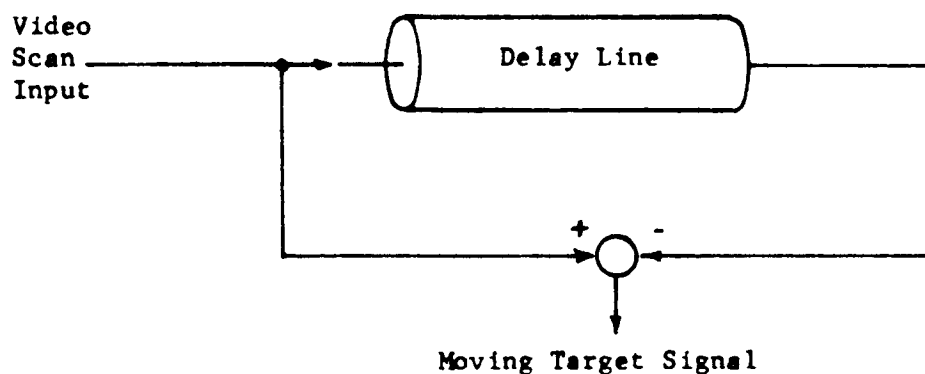 Video
Scan
Input
Delay Line
+ -
Moving Target Signal